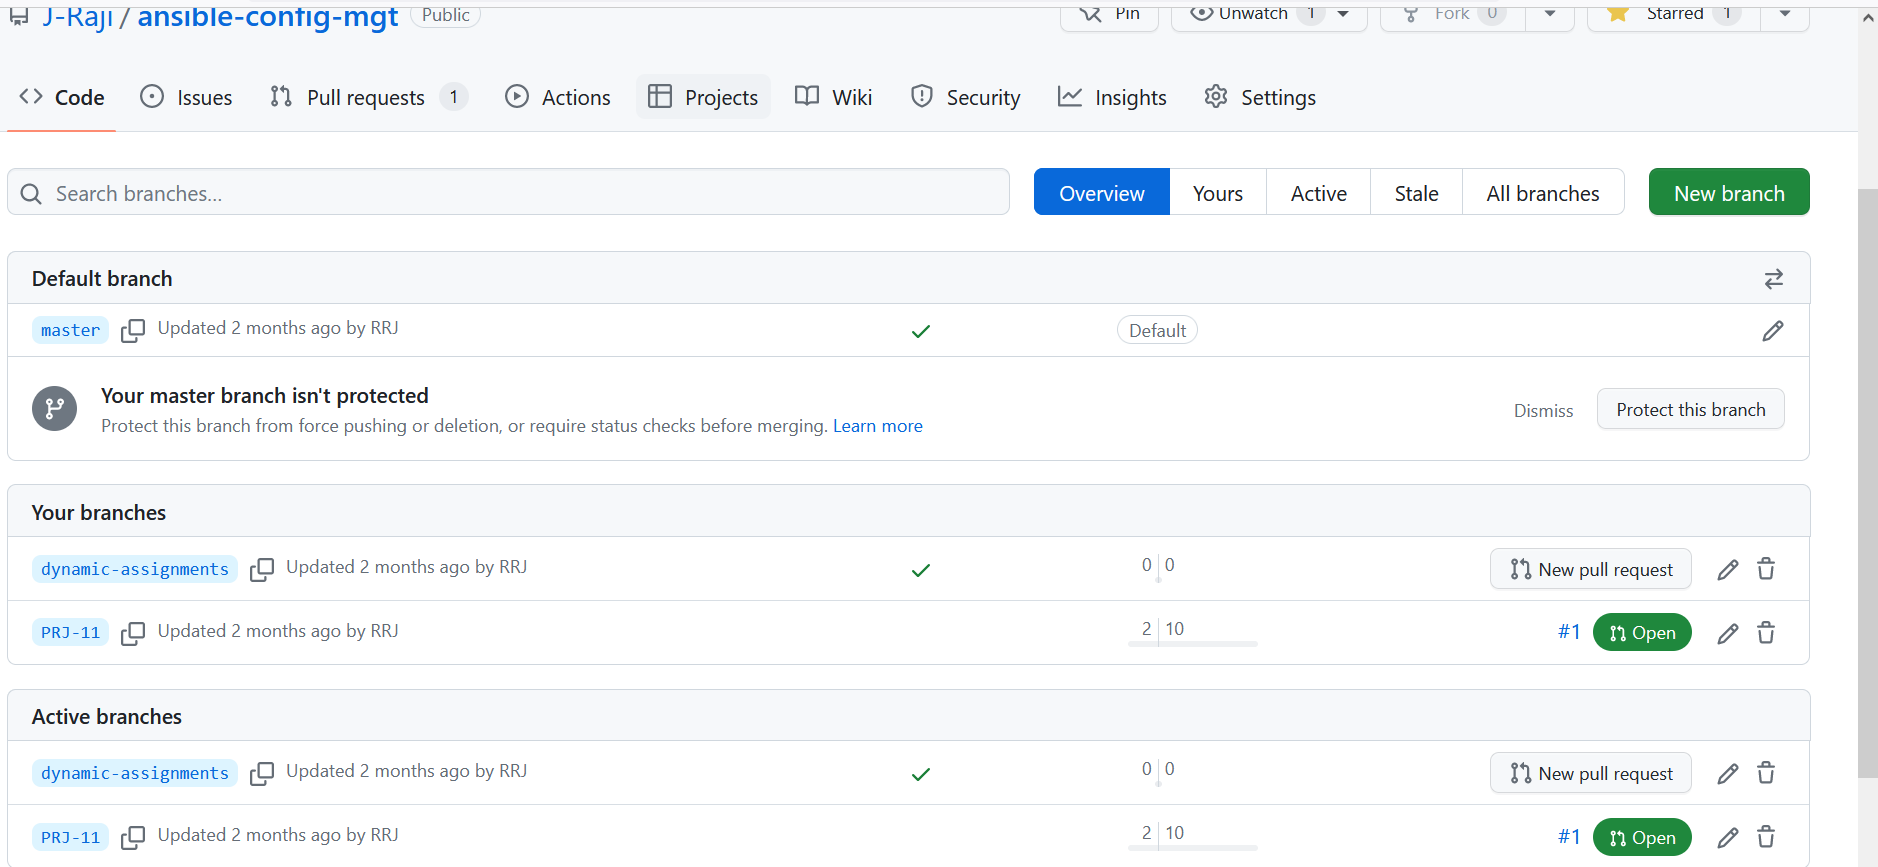 J-Raji / ansible-config-mgt Public Pin Unwatch 1 Fork 0 Starred 1
Code Issues Pull requests 1 Actions Projects Wiki Security Insights Settings
Search branches... Overview Yours Active Stale All branches New branch
Default branch
master Updated 2 months ago by RRJ Default
Your master branch isn't protected
Protect this branch from force pushing or deletion, or require status checks before merging. Learn more
Dismiss Protect this branch
Your branches
dynamic-assignments Updated 2 months ago by RRJ 0 0 New pull request
PRJ-11 Updated 2 months ago by RRJ 2 10 #1 Open
Active branches
dynamic-assignments Updated 2 months ago by RRJ 0 0 New pull request
PRJ-11 Updated 2 months ago by RRJ 2 10 #1 Open